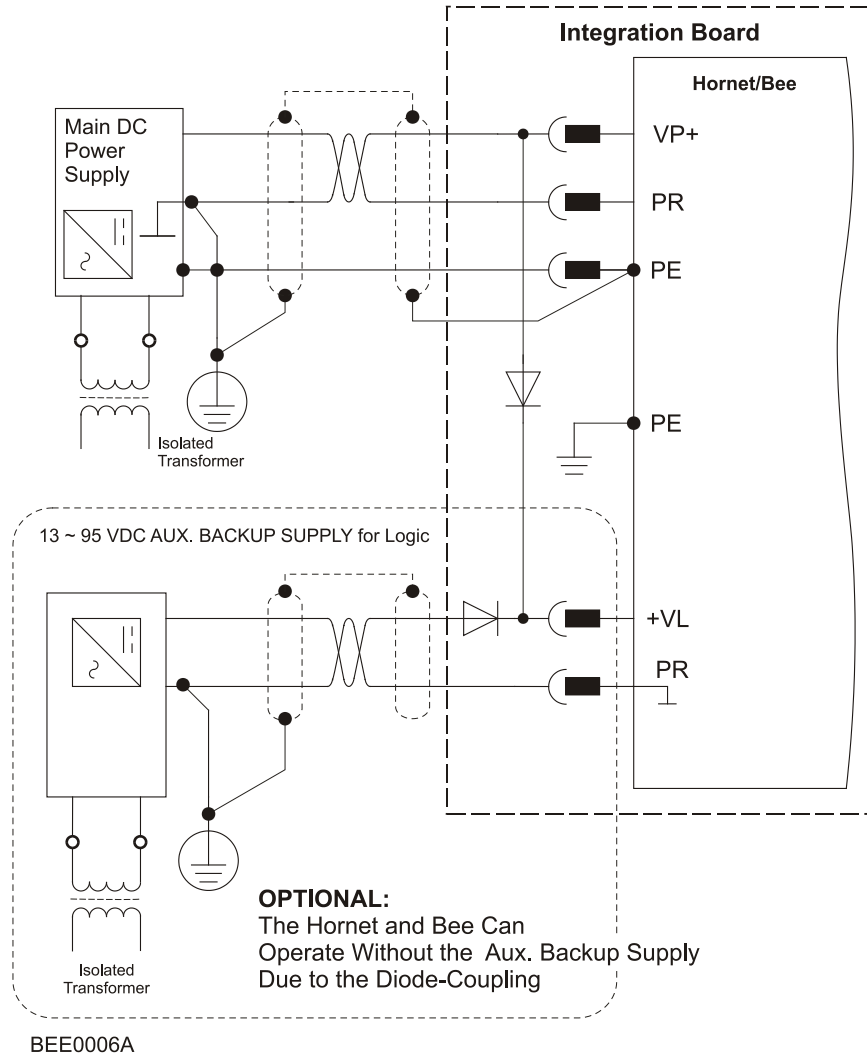 Integration Board
Hornet/Bee
Main DC
Power
Supply
VP+
PR
PE
PE
Isolated
Transformer
13 ~ 95 VDC AUX. BACKUP SUPPLY for Logic
+VL
PR
OPTIONAL:
The Hornet and Bee Can
Operate Without the Aux. Backup Supply
Due to the Diode-Coupling
Isolated
Transformer
BEE0006A